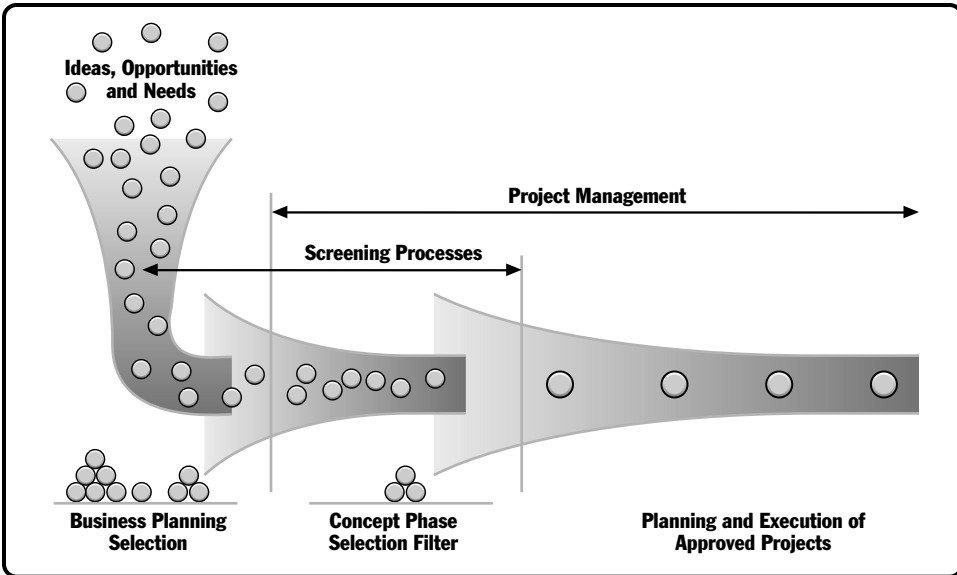 Ideas, Opportunities
and Needs
Project Management
Screening Processes
Business Planning
Selection
Concept Phase
Selection Filter
Planning and Execution of
Approved Projects